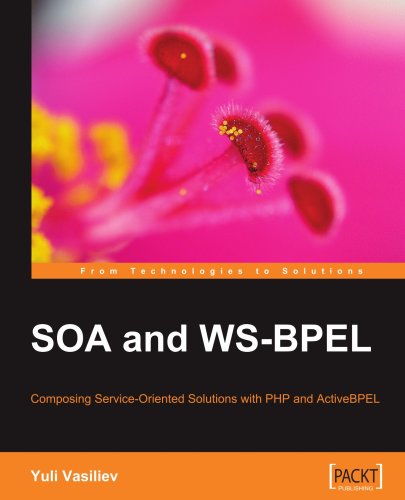 From Technologies to Solutions
SOA and WS-BPEL
Composing Service-Oriented Solutions with PHP and ActiveBPEL
Yuli Vasiliev
PACKT
PUBLISHING